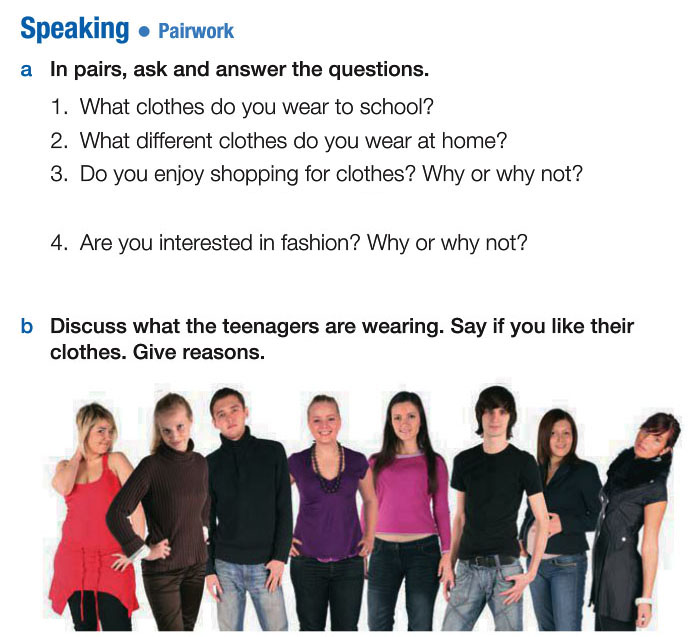 Speaking • Pairwork
a In pairs, ask and answer the questions.
1. What clothes do you wear to school?
2. What different clothes do you wear at home?
3. Do you enjoy shopping for clothes? Why or why not?
4. Are you interested in fashion? Why or why not?
b Discuss what the teenagers are wearing. Say if you like their
clothes. Give reasons.